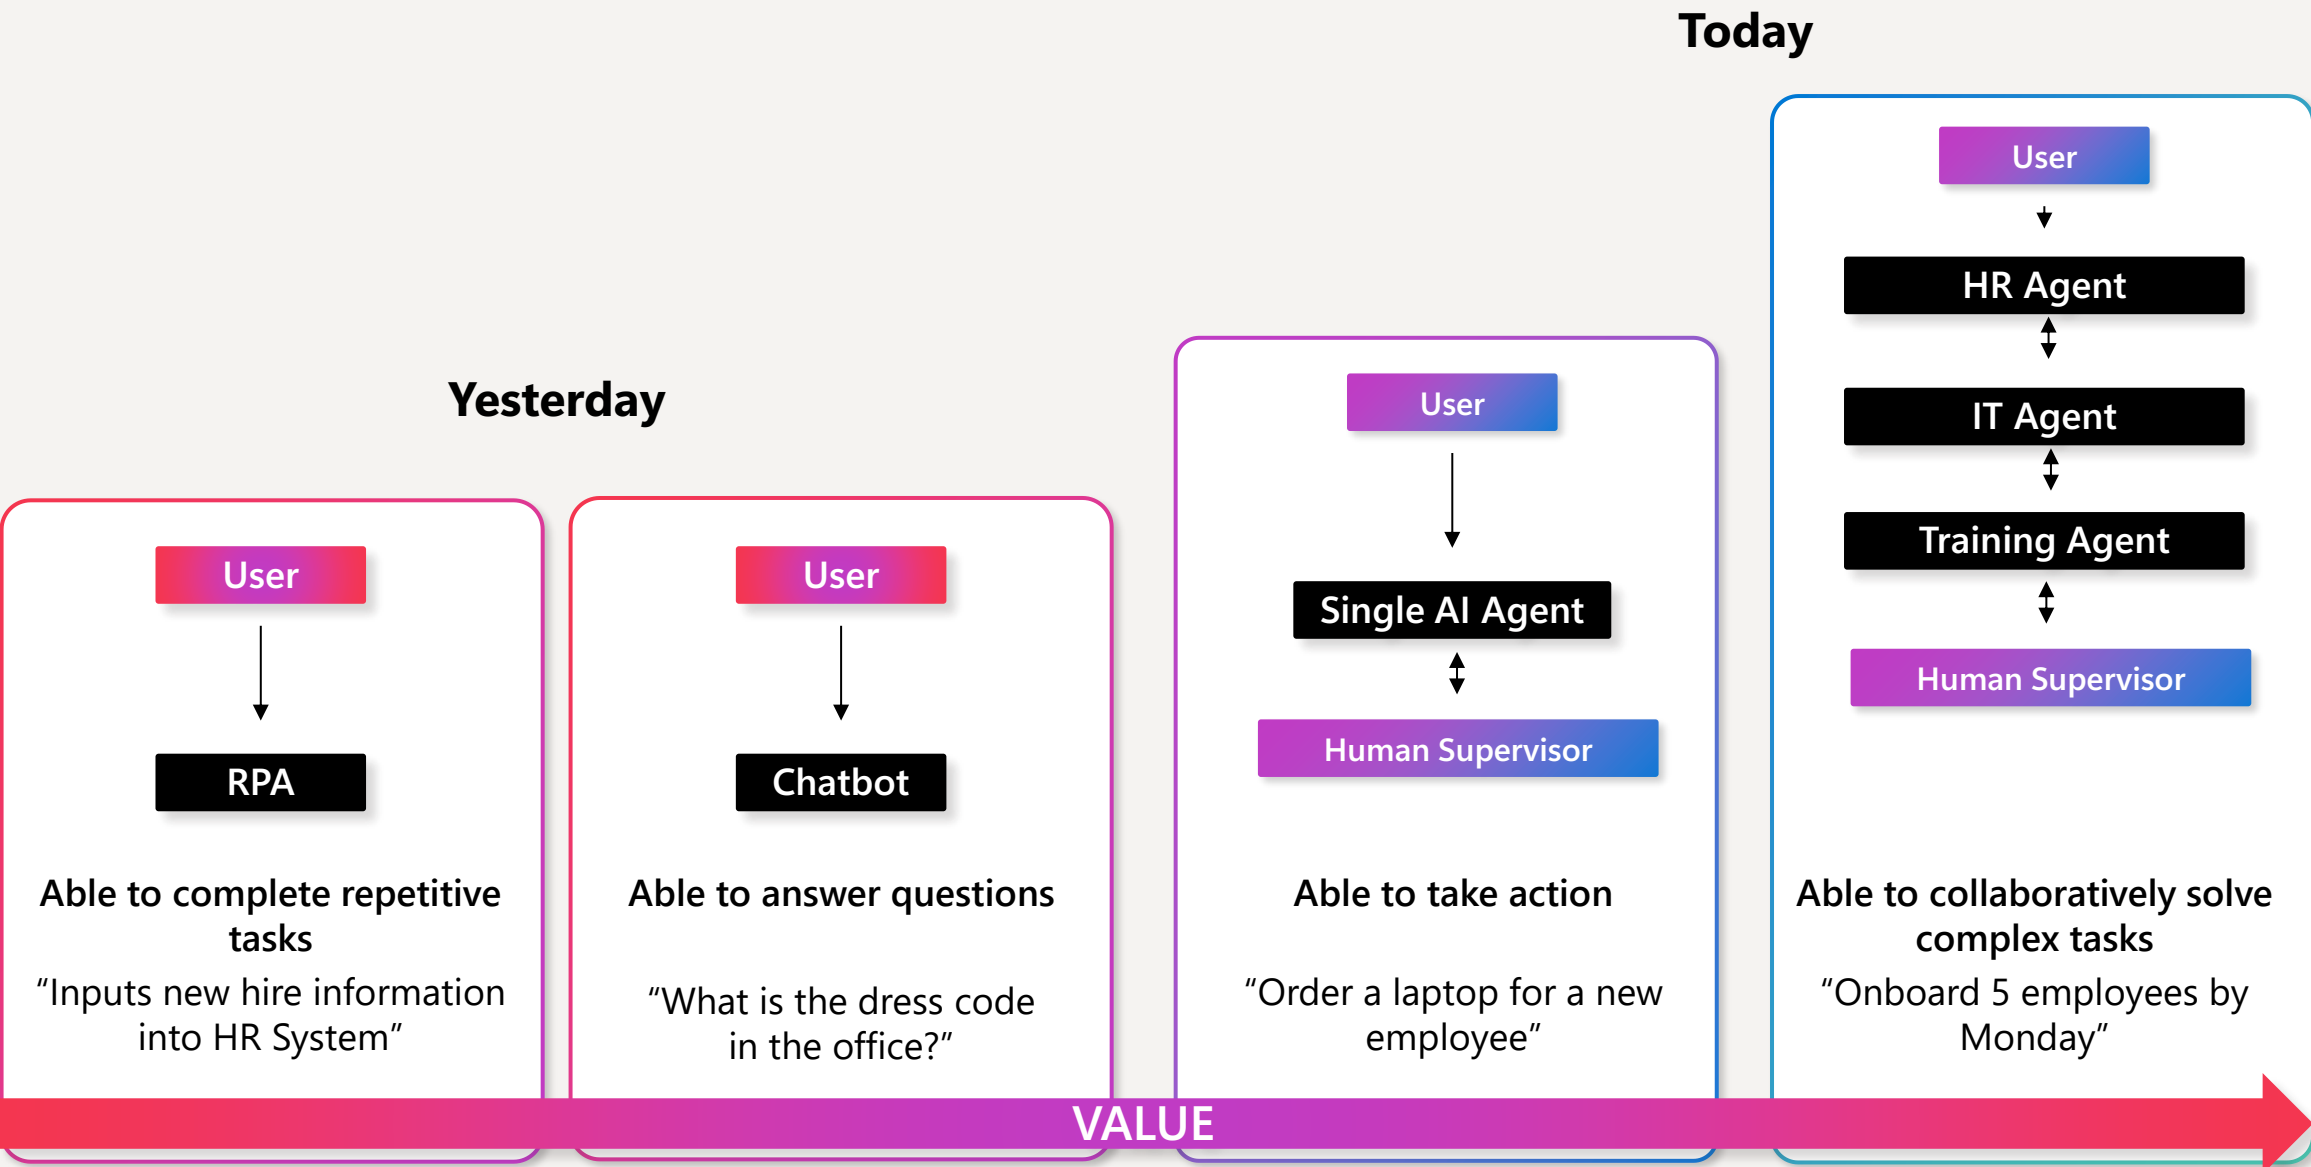 Today
Yesterday
User
RPA
Able to complete repetitive
tasks
“Inputs new hire information
into HR System”
User
Chatbot
Able to answer questions
“What is the dress code
in the office?”
User
Single AI Agent
Human Supervisor
Able to take action
“Order a laptop for a new
employee”
User
HR Agent
IT Agent
Training Agent
Human Supervisor
Able to collaboratively solve
complex tasks
“Onboard 5 employees by
Monday”
VALUE